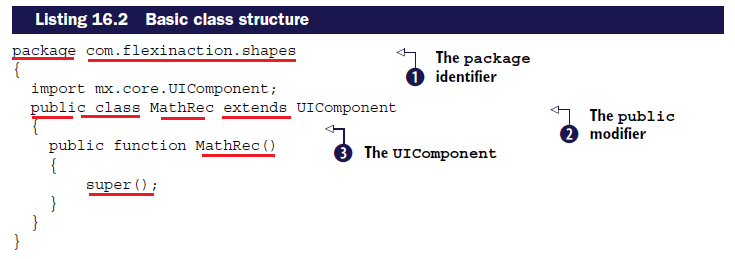 Listing 16.2 Basic class structure
package com.flexinaction.shapes
{
import mx.core.UIComponent;
public class MathRec extends UIComponent
{
public function MathRec()
{
super();
}
}
}
1 The package
identifier
2 The public
modifier
3 The UIComponent